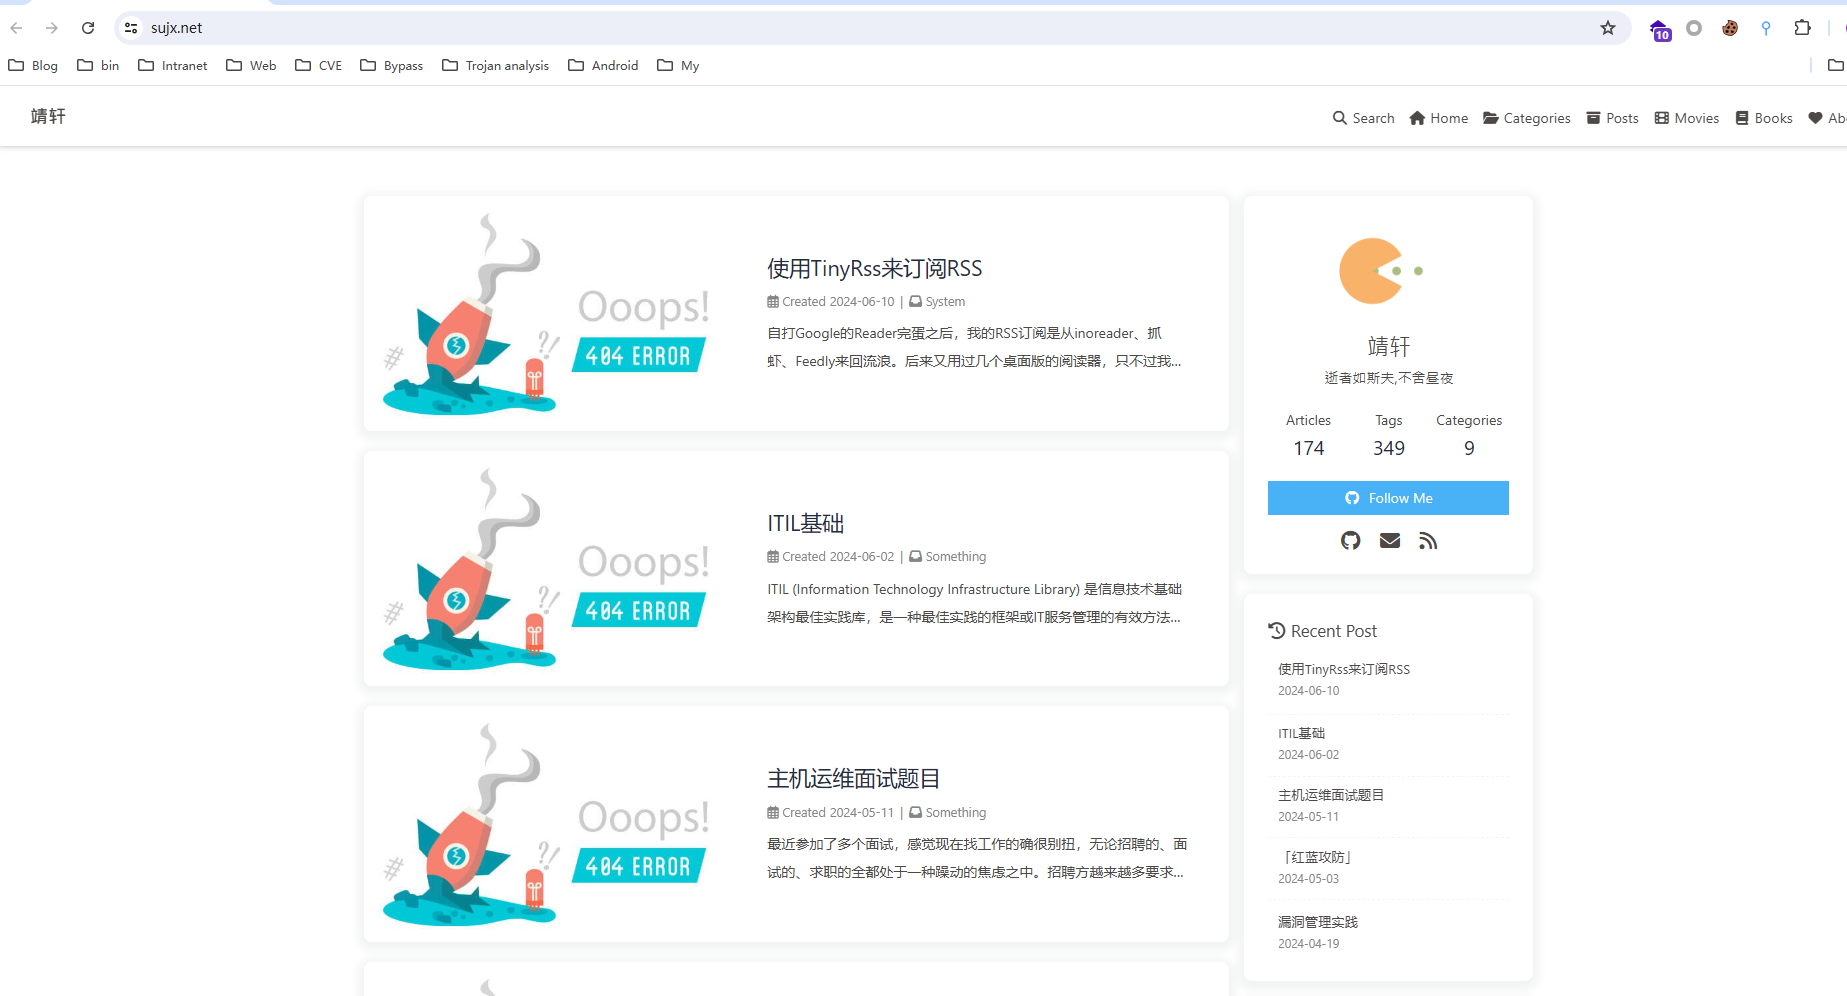 sujx.net
10
Blog
bin
Intranet
Web
CVE
Bypass
Trojan analysis
Android
My
靖轩
Search
Home
Categories
Posts
Movies
Books
Ab
Ooops!
404 ERROR
使用TinyRss来订阅RSS
Created 2024-06-10 | System
自打Google的Reader完蛋之后，我的RSS订阅是从inoreader、抓
虾、Feedly来回流浪。后来又用过几个桌面版的阅读器，只不过我...
Ooops!
404 ERROR
ITIL基础
Created 2024-06-02 | Something
ITIL (Information Technology Infrastructure Library) 是信息技术基础
架构最佳实践库，是一种最佳实践的框架或IT服务管理的有效方法...
Ooops!
404 ERROR
主机运维面试题目
Created 2024-05-11 | Something
最近参加了多个面试，感觉现在找工作的确很别扭，无论招聘的、面
试的、求职的全都处于一种躁动的焦虑之中。招聘方越来越多要求...
靖轩
逝者如斯夫,不舍昼夜
Articles
174
Tags
349
Categories
9
Follow Me
Recent Post
使用TinyRss来订阅RSS
2024-06-10
ITIL基础
2024-06-02
主机运维面试题目
2024-05-11
「红蓝攻防」
2024-05-03
漏洞管理实践
2024-04-19